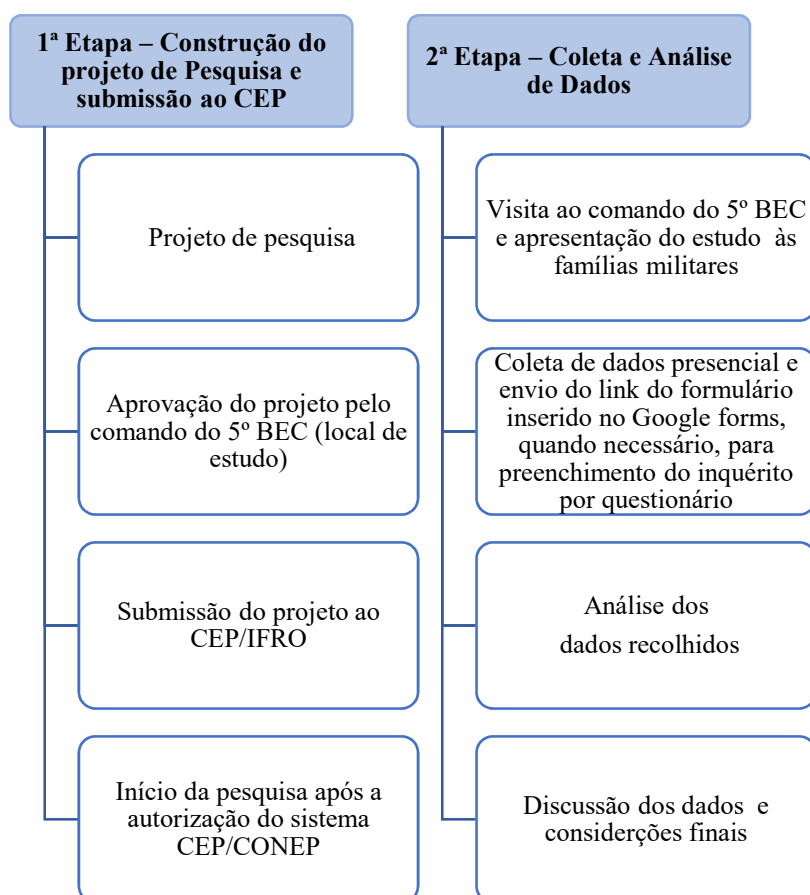 1ª Etapa – Construção do
projeto de Pesquisa e
submissão ao CEP
Projeto de pesquisa
Aprovação do projeto pelo
comando do 5º BEC (local de
estudo)
Submissão do projeto ao
CEP/IFRO
Início da pesquisa após a
autorização do sistema
CEP/CONEP
2ª Etapa – Coleta e Análise
de Dados
Visita ao comando do 5º BEC
e apresentação do estudo às
famílias militares
Coleta de dados presencial e
envio do link do formulário
inserido no Google forms,
quando necessário, para
preenchimento do inquérito
por questionário
Análise dos
dados recolhidos
Discussão dos dados e
considerções finais